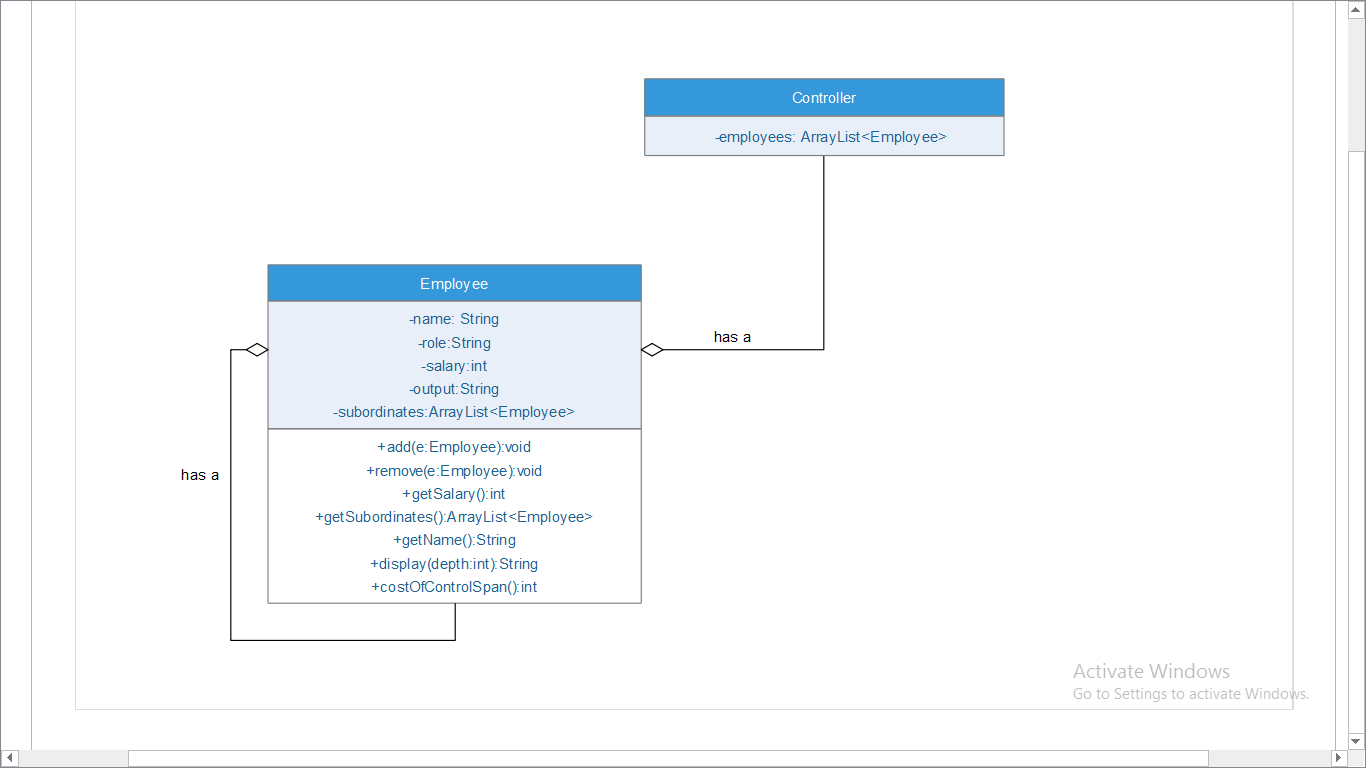 Controller
-employees: ArrayList<Employee>
Employee
-name: String
-role:String
-salary:int
-output:String
-subordinates:ArrayList<Employee>
has a
+add(e:Employee):void
+remove(e:Employee):void
+getSalary():int
+getSubordinates():ArrayList<Employee>
+getName():String
+display(depth:int):String
+costOfControlSpan():int
has a
Activate Windows
Go to Settings to activate Windows.